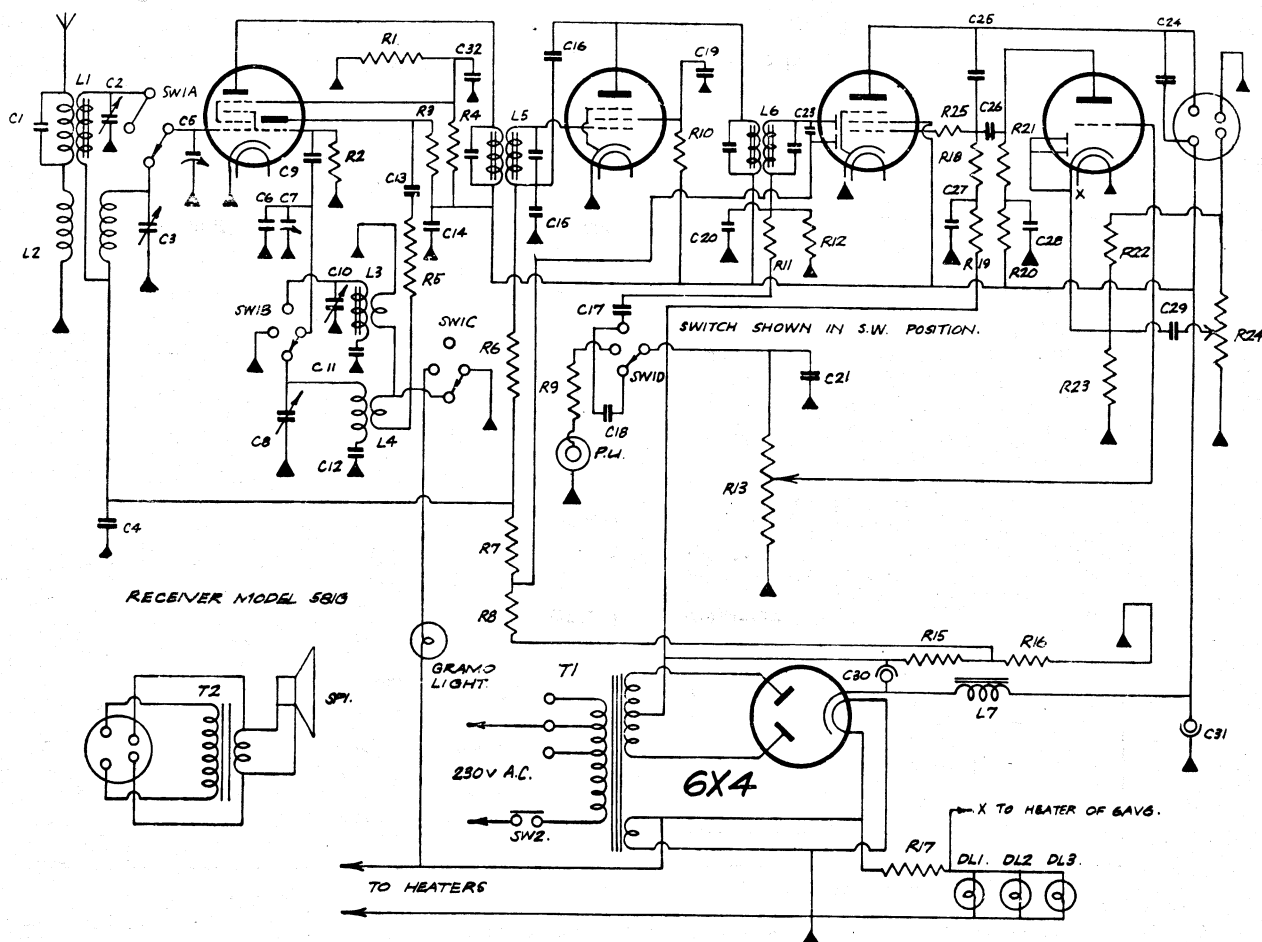 C25
C24
R1
C32
C16
C19
L1
C2
SW1A
C1
C5
R3
R4
L5
R10
L6
C23
R25
C26
R21
R2
R18
C9
C13
X
C6
C7
C15
C27
C3
C14
C20
R12
C28
L2
R22
R5
R11
R19
R20
C10
L3
C17
C29
SW1B
SW1C
SWITCH SHOWN IN S.W. POSITION.
R24
R6
C11
SW1D
C21
R9
R23
C8
L4
C18
C12
P.U.
R13
C4
R7
RECEIVER MODEL 581G
R8
R15
R16
GRAMO
LIGHT.
T1
C30
T2
SP1.
L7
C31
230V A.C.
6X4
SW2.
X TO HEATER OF 6AV6.
R17
DL1.
DL2
DL3.
TO HEATERS